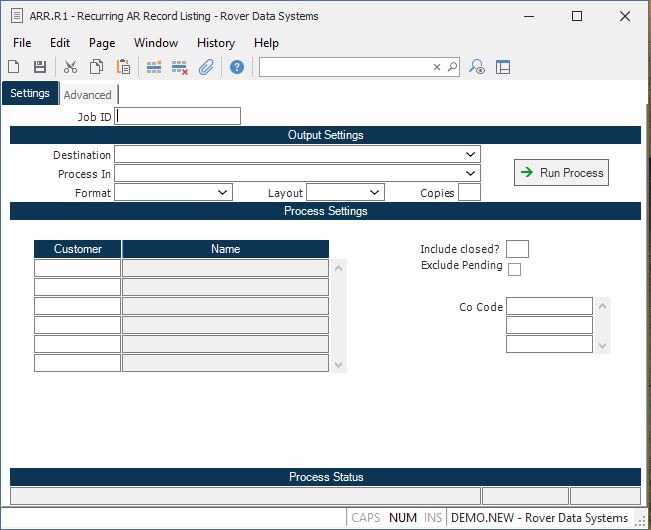 ARR.R1 - Recurring AR Record Listing - Rover Data Systems
File Edit Page Window History Help
Settings Advanced
Job ID
Output Settings
Destination
Process In
Run Process
Format Layout Copies
Process Settings
Customer Name
Include closed?
Exclude Pending
Co Code
Process Status
CAPS NUM INS DEMO.NEW - Rover Data Systems